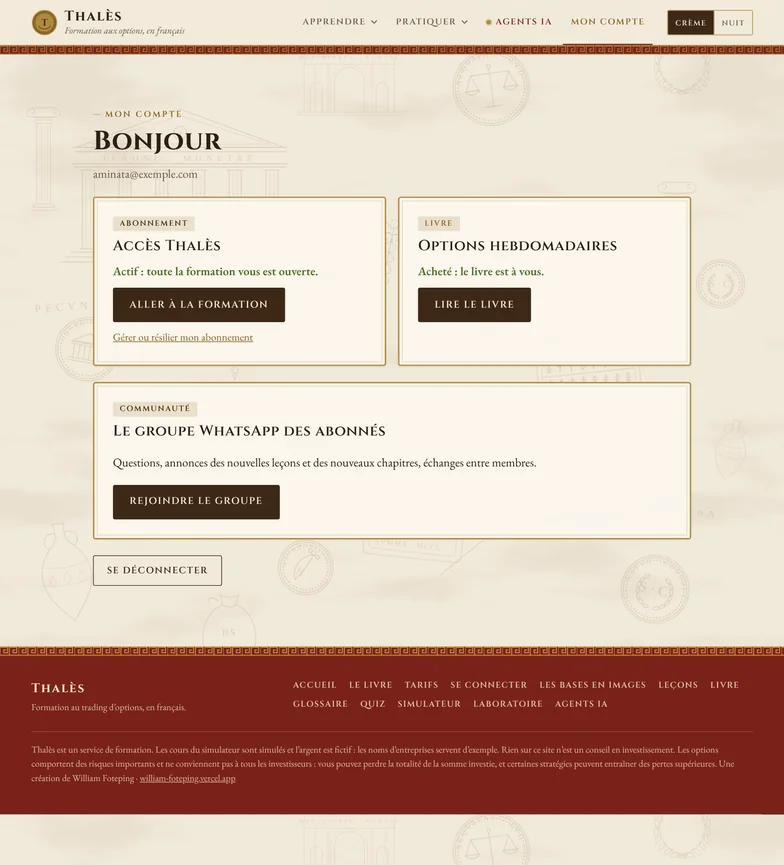 Thalès
Formation aux options, en français
APPRENDRE
PRATIQUER
AGENTS IA
MON COMPTE
CRÈME
NUIT
— MON COMPTE
Bonjour
aminata@exemple.com
ABONNEMENT
Accès Thalès
Actif : toute la formation vous est ouverte.
ALLER À LA FORMATION
Gérer ou résilier mon abonnement
LIVRE
Options hebdomadaires
Acheté : le livre est à vous.
LIRE LE LIVRE
COMMUNAUTÉ
Le groupe WhatsApp des abonnés
Questions, annonces des nouvelles leçons et des nouveaux chapitres, échanges entre membres.
REJOINDRE LE GROUPE
SE DÉCONNECTER
Thalès
Formation au trading d'options, en français.
ACCUEIL LE LIVRE TARIFS SE CONNECTER LES BASES EN IMAGES LEÇONS LIVRE
GLOSSAIRE QUIZ SIMULATEUR LABORATOIRE AGENTS IA
Thalès est un service de formation. Les cours du simulateur sont simulés et l'argent est fictif : les noms d'entreprises servent d'exemple. Rien sur ce site n'est un conseil en investissement. Les options
comportent des risques importants et ne conviennent pas à tous les investisseurs : vous pouvez perdre la totalité de la somme investie, et certaines stratégies peuvent entraîner des pertes supérieures. Une
création de William Foteping · william-foteping.vercel.app